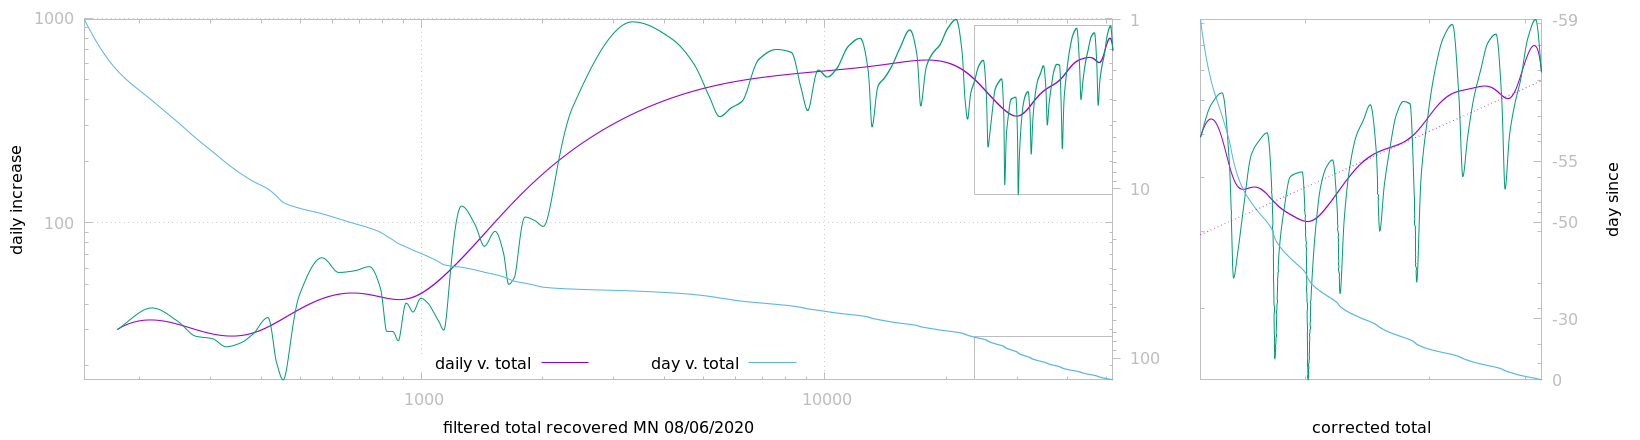 1000
100
daily increase
1000
10000
filtered total recovered MN 08/06/2020
daily v. total
day v. total
1
10
100
-59
-55
-50
-30
0
day since
corrected total